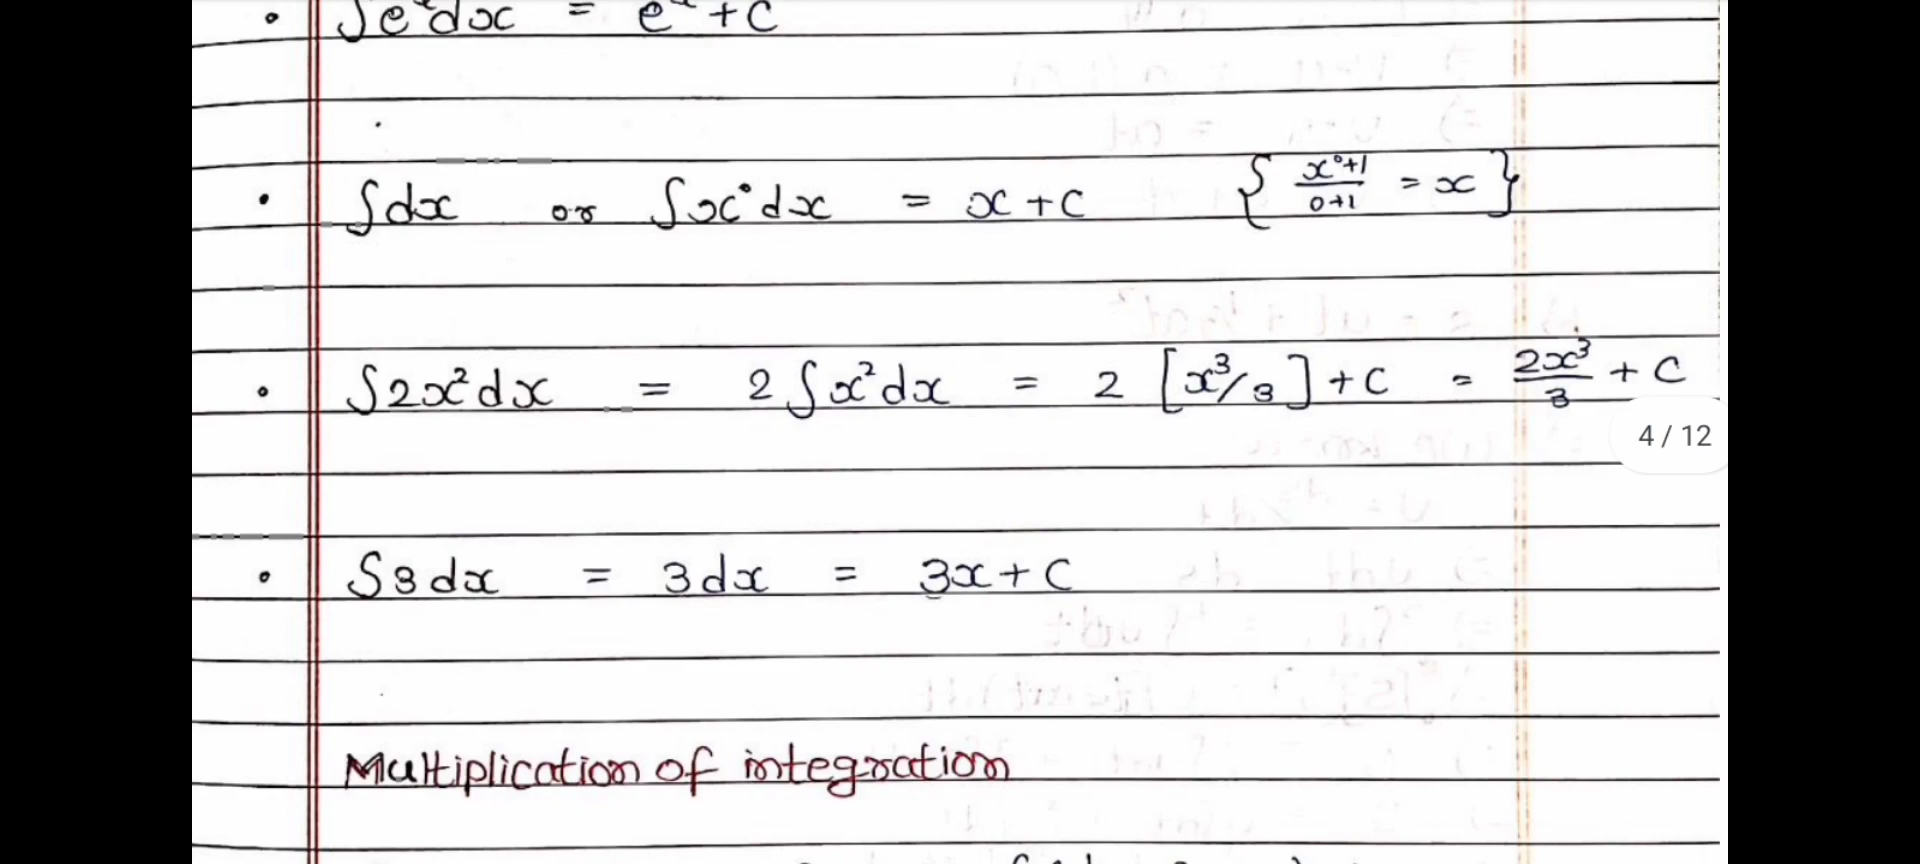 • ∫eˣdx = eˣ + C
• ∫dx or ∫x⁰dx = x + C { x⁰⁺¹/0+1 = x }
• ∫2x²dx = 2∫x²dx = 2[x³/3] + C = 2x³/3 + C
4 / 12
• ∫3dx = 3dx = 3x + C
Multiplication of integration